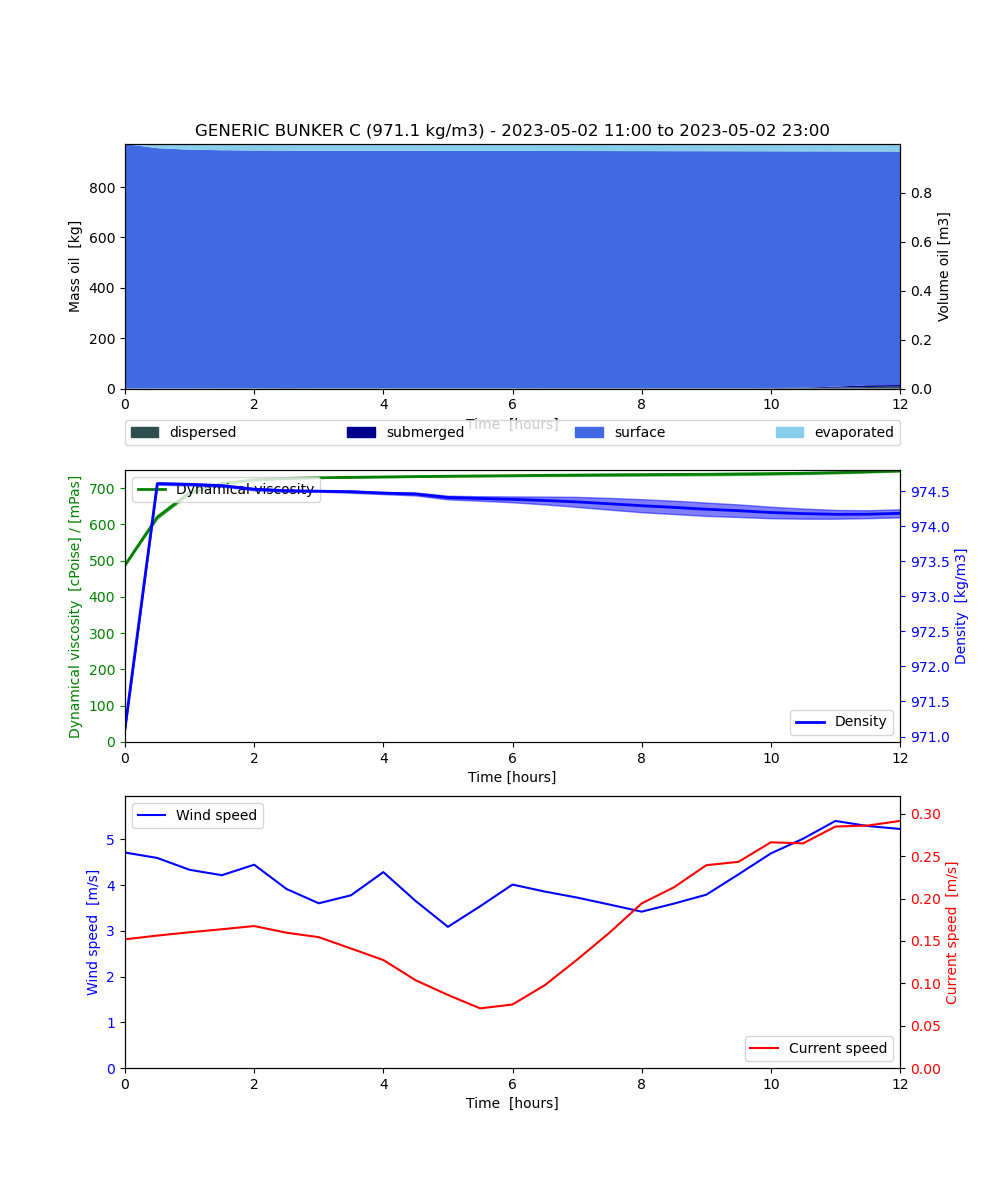 GENERIC BUNKER C (971.1 kg/m3) - 2023-05-02 11:00 to 2023-05-02 23:00
Mass oil [kg]
800
600
400
200
0
Volume oil [m3]
0.8
0.6
0.4
0.2
0.0
0 2 4 6 8 10 12
Time [hours]
dispersed submerged surface evaporated
Dynamical viscosity [cPoise] / [mPas]
700
600
500
400
300
200
100
0
Dynamical viscosity
Density [kg/m3]
974.5
974.0
973.5
973.0
972.5
972.0
971.5
971.0
Density
0 2 4 6 8 10 12
Time [hours]
Wind speed [m/s]
5
4
3
2
1
0
Wind speed
Current speed [m/s]
0.30
0.25
0.20
0.15
0.10
0.05
0.00
Current speed
0 2 4 6 8 10 12
Time [hours]